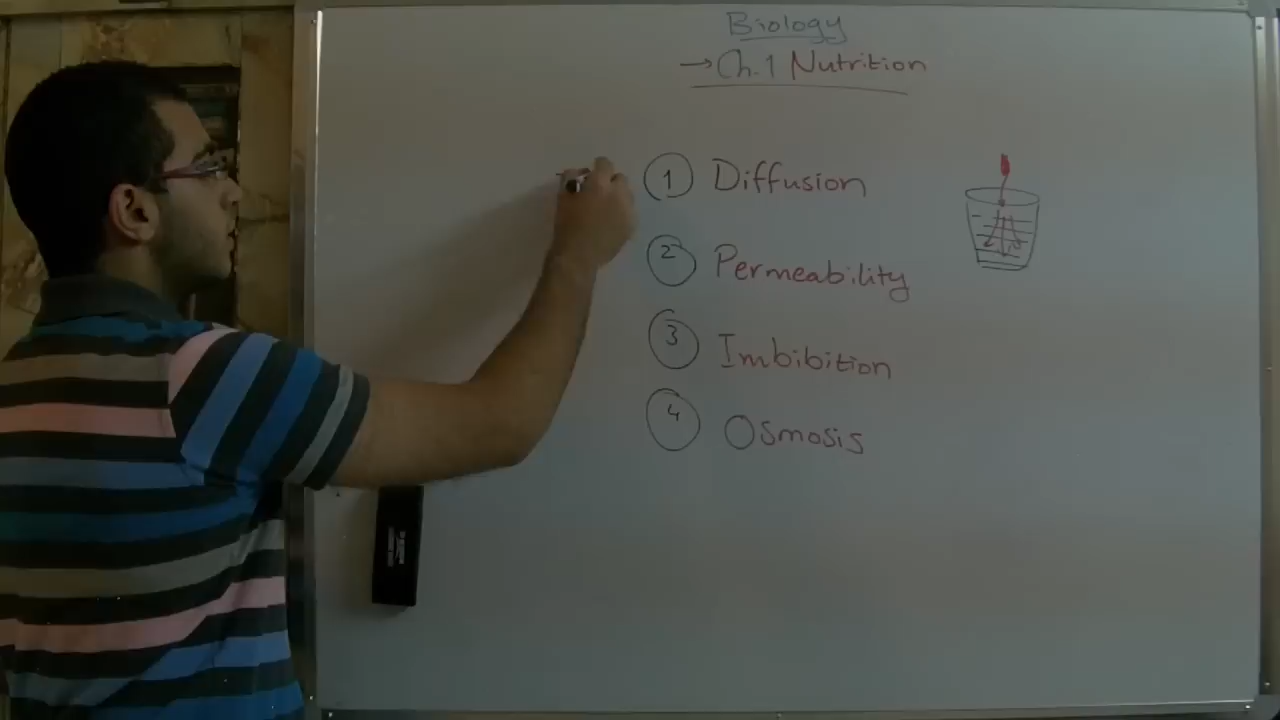 Biology
→ Ch.1 Nutrition
1 Diffusion
2 Permeability
3 Imbibition
4 Osmosis